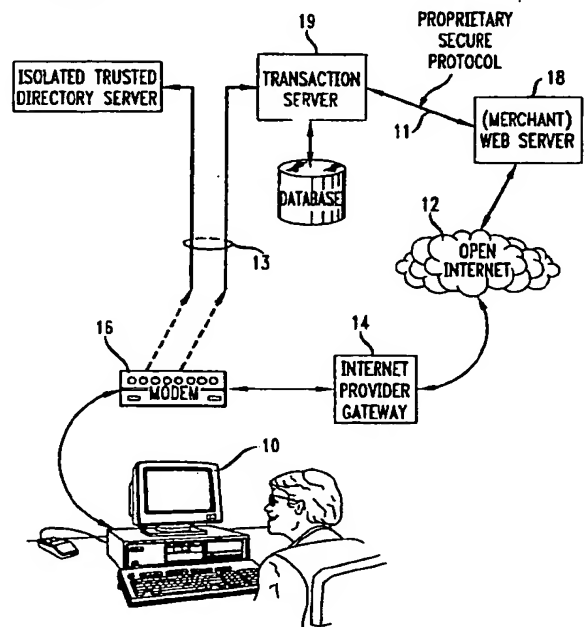 19
PROPRIETARY
SECURE
PROTOCOL
ISOLATED TRUSTED
DIRECTORY SERVER
TRANSACTION
SERVER
18
11
(MERCHANT)
WEB SERVER
DATABASE
12
OPEN
INTERNET
13
16
MODEM
14
INTERNET
PROVIDER
GATEWAY
10